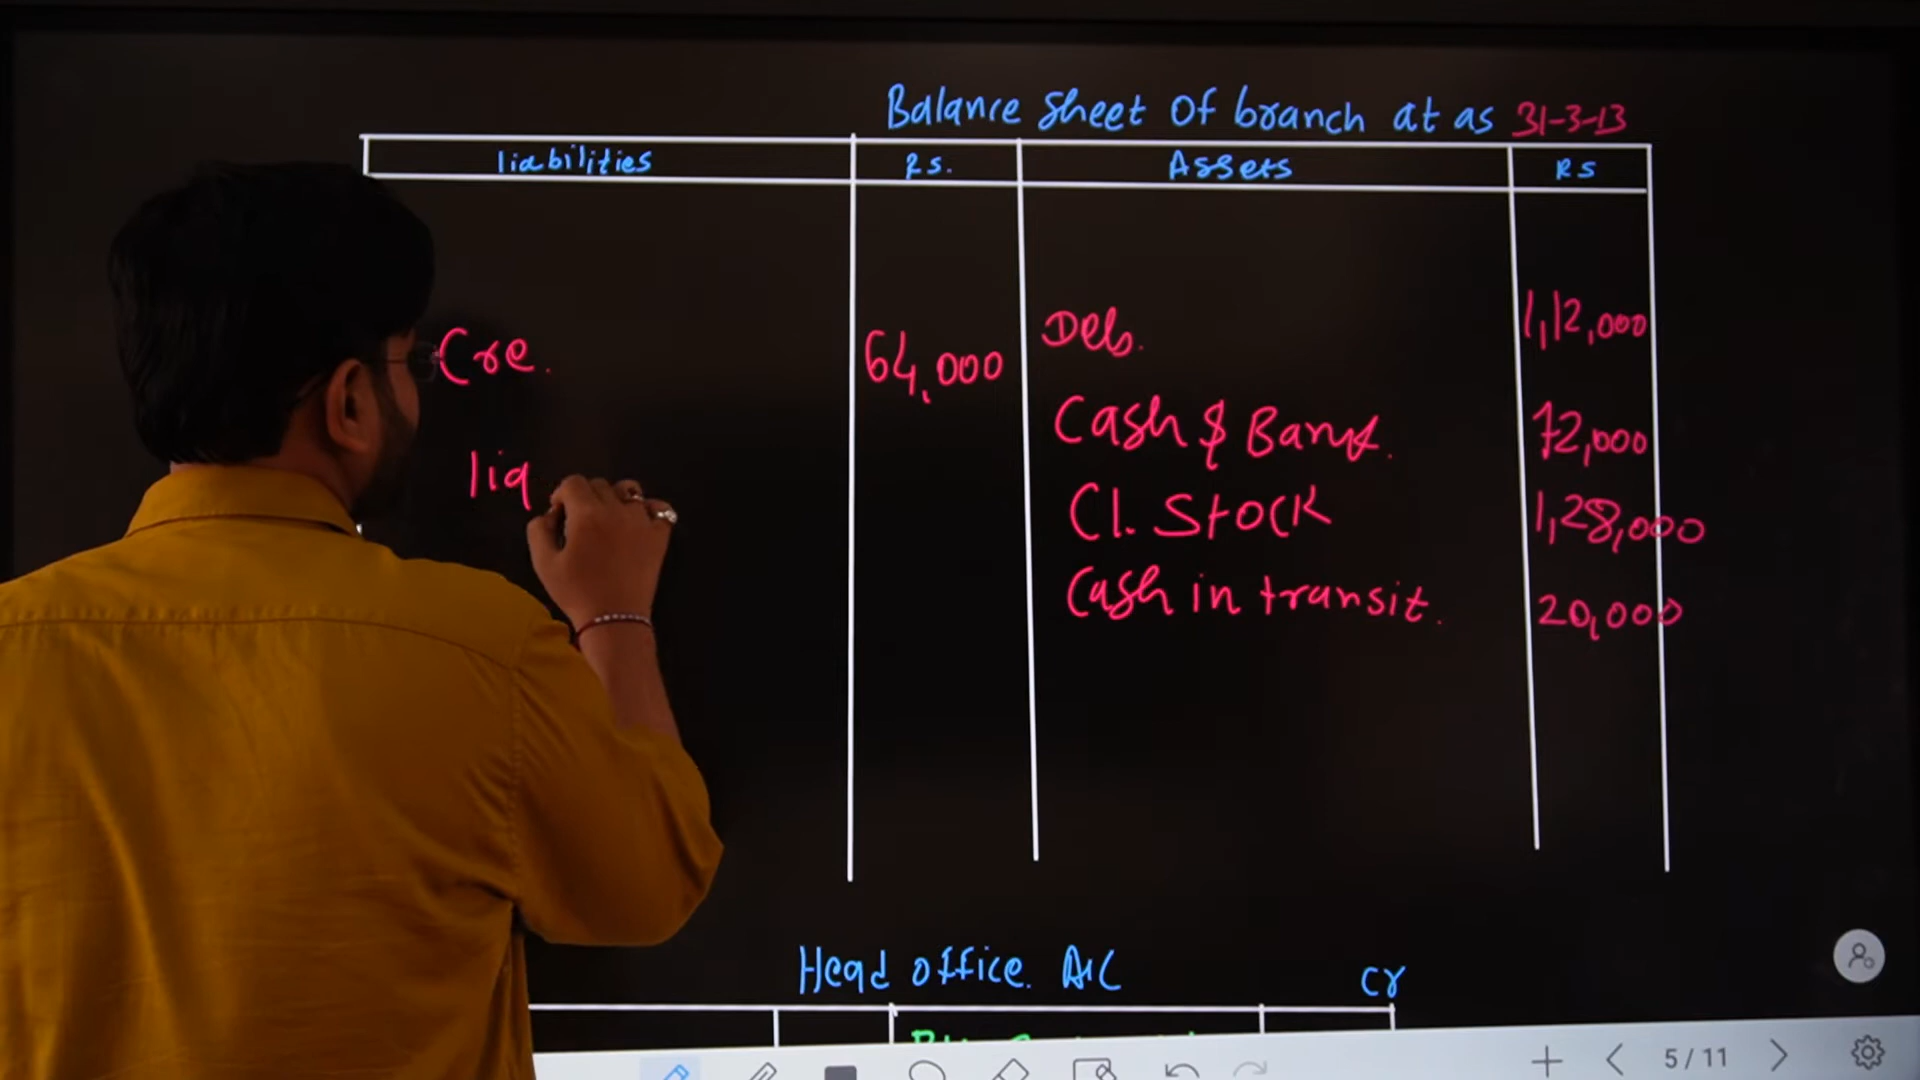 Balance sheet of branch at as 31-3-13
liabilities Rs. Assets RS
Cre. 64,000 Deb. 1,12,000
Cash & Bank. 72,000
liq Cl. Stock 1,28,000
Cash in transit. 20,000
Head office. A/C cr
5 / 11